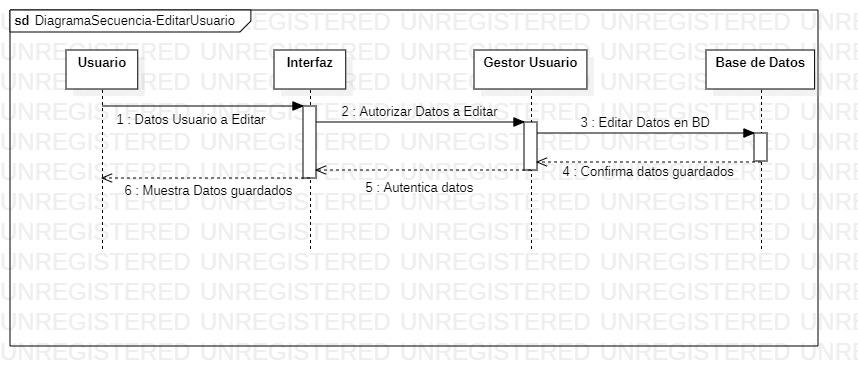 sd DiagramaSecuencia-EditarUsuario
Usuario
Interfaz
Gestor Usuario
Base de Datos
1 : Datos Usuario a Editar
2 : Autorizar Datos a Editar
3 : Editar Datos en BD
4 : Confirma datos guardados
5 : Autentica datos
6 : Muestra Datos guardados
UNREGISTERED